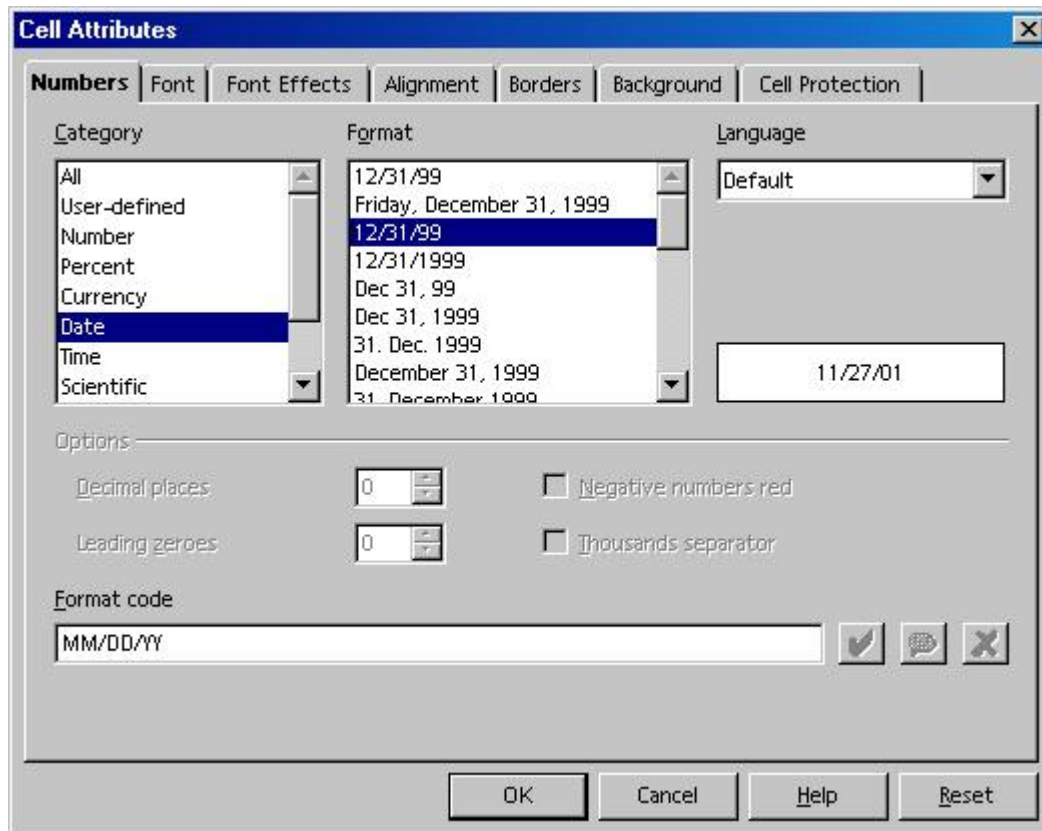 Cell Attributes
Numbers Font Font Effects Alignment Borders Background Cell Protection
Category
All
User-defined
Number
Percent
Currency
Date
Time
Scientific
Format
12/31/99
Friday, December 31, 1999
12/31/99
12/31/1999
Dec 31, 99
Dec 31, 1999
31. Dec. 1999
December 31, 1999
31. December 1999
Language
Default
11/27/01
Options
Decimal places 0 Negative numbers red
Leading zeroes 0 Thousands separator
Format code
MM/DD/YY
OK Cancel Help Reset